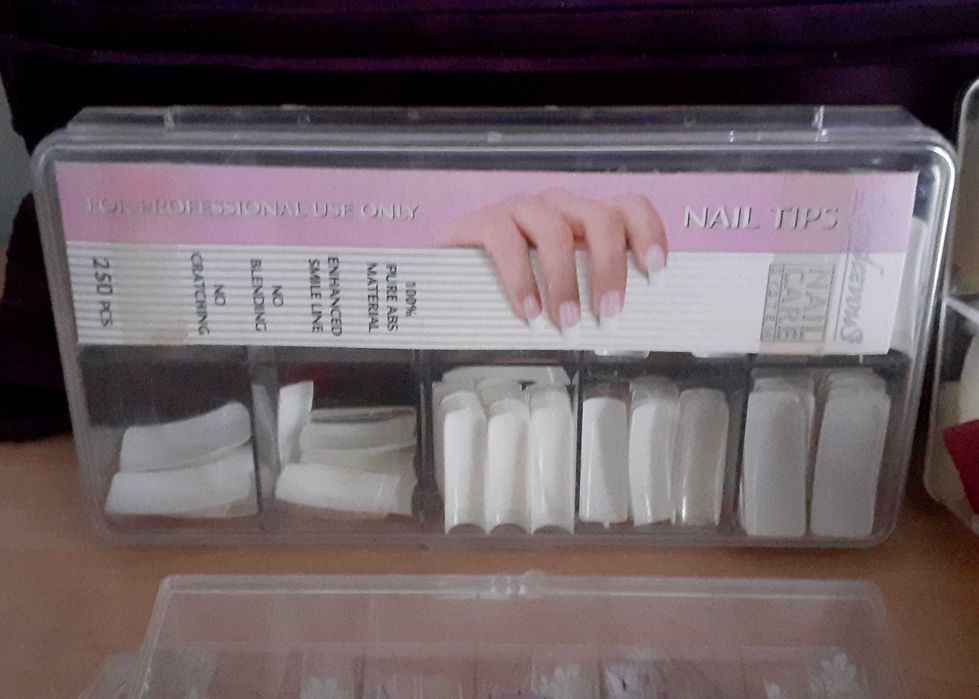 FOR PROFESSIONAL USE ONLY
NAIL TIPS
250 PCS
NO
CRATCHING
NO
BLENDING
ENHANCED
SMILE LINE
100%
PURE ABS
MATERIAL
NAIL
CARE